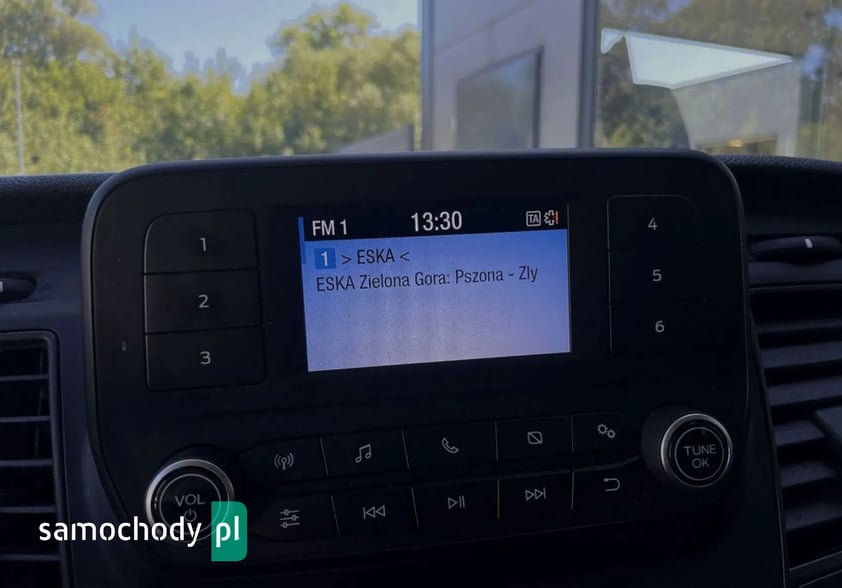 FM 1 13:30 TA
1 > ESKA <
ESKA Zielona Gora: Pszona - Zly
1
2
3
4
5
6
VOL
TUNE
OK
samochody.pl